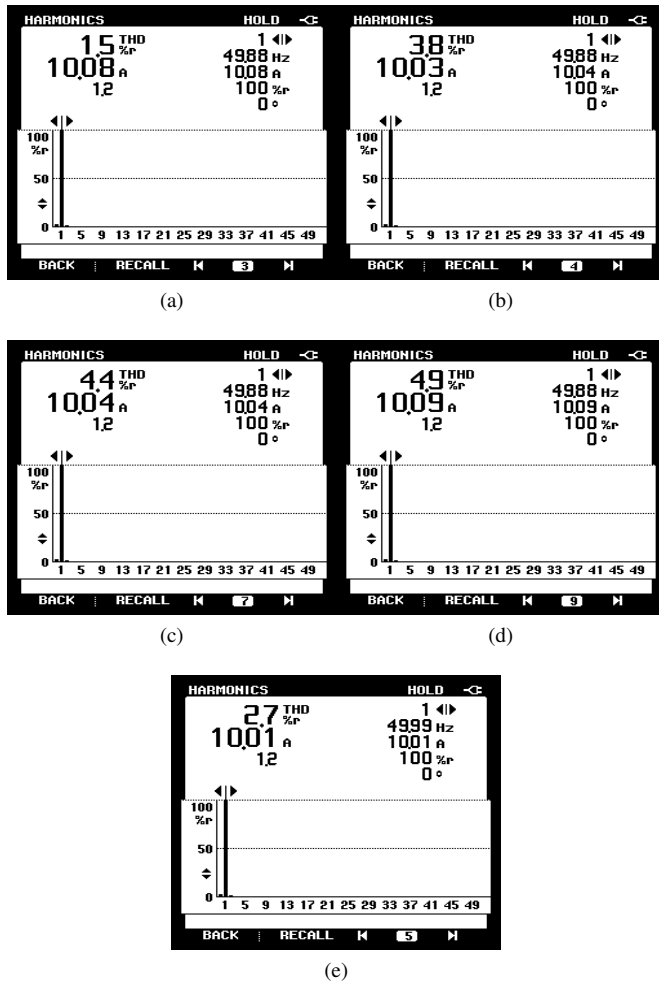 HARMONICS HOLD
1.5 THD %r 1
10.08 A 49.88 Hz
10.08 A
1.2 100 %r
0 °
100
%r
50
0
1 5 9 13 17 21 25 29 33 37 41 45 49
BACK RECALL 3
(a)
HARMONICS HOLD
3.8 THD %r 1
10.03 A 49.88 Hz
10.04 A
1.2 100 %r
0 °
100
%r
50
0
1 5 9 13 17 21 25 29 33 37 41 45 49
BACK RECALL 4
(b)
HARMONICS HOLD
4.4 THD %r 1
10.04 A 49.88 Hz
10.04 A
1.2 100 %r
0 °
100
%r
50
0
1 5 9 13 17 21 25 29 33 37 41 45 49
BACK RECALL 7
(c)
HARMONICS HOLD
4.9 THD %r 1
10.09 A 49.88 Hz
10.09 A
1.2 100 %r
0 °
100
%r
50
0
1 5 9 13 17 21 25 29 33 37 41 45 49
BACK RECALL 9
(d)
HARMONICS HOLD
2.7 THD %r 1
10.01 A 49.99 Hz
10.01 A
1.2 100 %r
0 °
100
%r
50
0
1 5 9 13 17 21 25 29 33 37 41 45 49
BACK RECALL 5
(e)